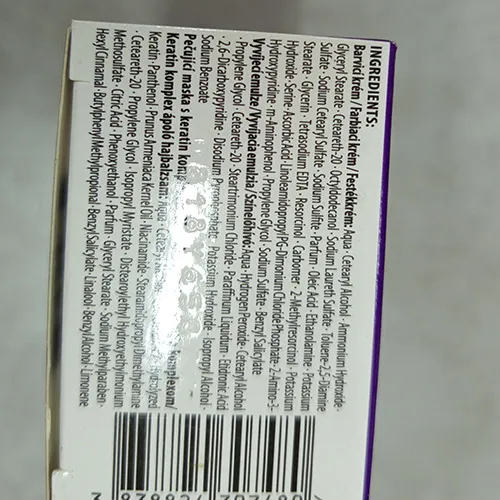 INGREDIENTS:
Barvicí krém / Farbiaci krém / Festékkrém: Aqua · Cetearyl Alcohol · Ammonium Hydroxide ·
Glyceryl Stearate · Ceteareth-20 · Octyldodecanol · Sodium Laureth Sulfate · Toluene-2,5-Diamine
Sulfate · Sodium Cetearyl Sulfate · Sodium Sulfite · Parfum · Oleic Acid · Ethanolamine · Potassium
Stearate · Glycerin · Tetrasodium EDTA · Resorcinol · Carbomer · 2-Methylresorcinol · Potassium
Hydroxide · Serine · Ascorbic Acid · Linoleamidopropyl PG-Dimonium Chloride Phosphate · 2-Amino-3-
Hydroxypyridine · m-Aminophenol · Propylene Glycol · Sodium Sulfate · Benzyl Salicylate
Vyvíjecí emulze / Vyvíjacia emulzia / Színelőhívó: Aqua · Hydrogen Peroxide · Cetearyl Alcohol
· Propylene Glycol · Ceteareth-20 · Steartrimonium Chloride · Paraffinum Liquidum · Etidronic Acid
· 2,6-Dicarboxypyridine · Disodium Pyrophosphate · Potassium Hydroxide · Isopropyl Alcohol ·
Sodium Benzoate
Pečující maska s keratin komplexom/
Keratin komplex ápoló hajbalzsam: Aqua Hydrolyzed
Keratin · Panthenol · Prunus Armeniaca Kernel Oil · Niacinamide · Stearamidopropyl Dimethylamine
· Ceteareth-20 · Propylene Glycol · Isopropyl Myristate · Distearoylethyl Hydroxyethylmonium
Methosulfate · Citric Acid · Phenoxyethanol · Parfum · Glyceryl Stearate · Sodium Methylparaben ·
Hexyl Cinnamal · Butylphenyl Methylpropional · Benzyl Salicylate · Linalool · Benzyl Alcohol · Limonene